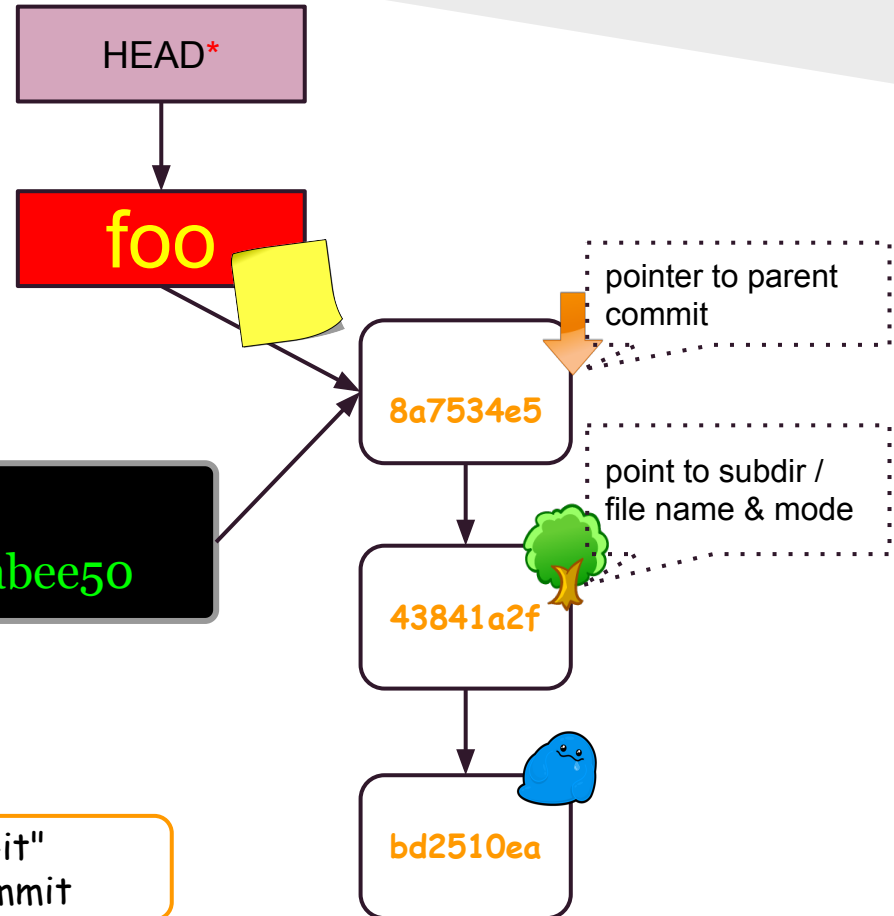 HEAD*
foo
pointer to parent
commit
8a7534e5
point to subdir /
file name & mode
43841a2f
bd2510ea